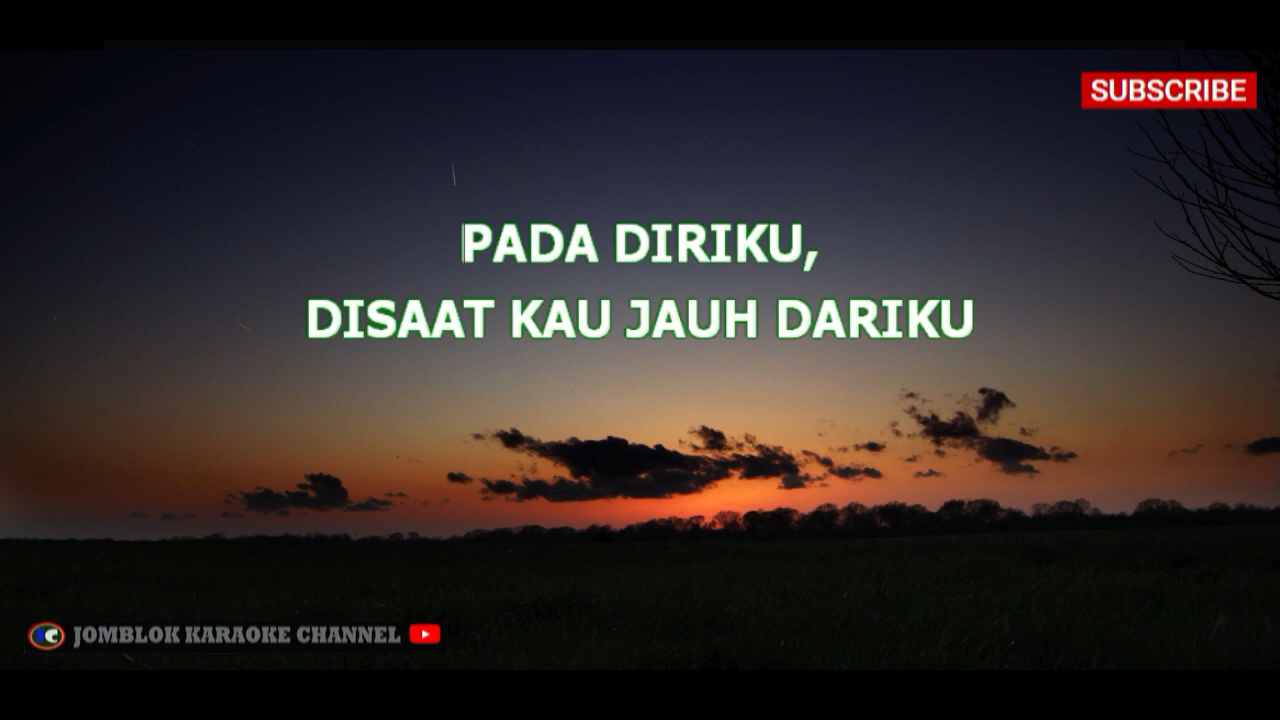 SUBSCRIBE
PADA DIRIKU,
DISAAT KAU JAUH DARIKU
JOMBLOK KARAOKE CHANNEL